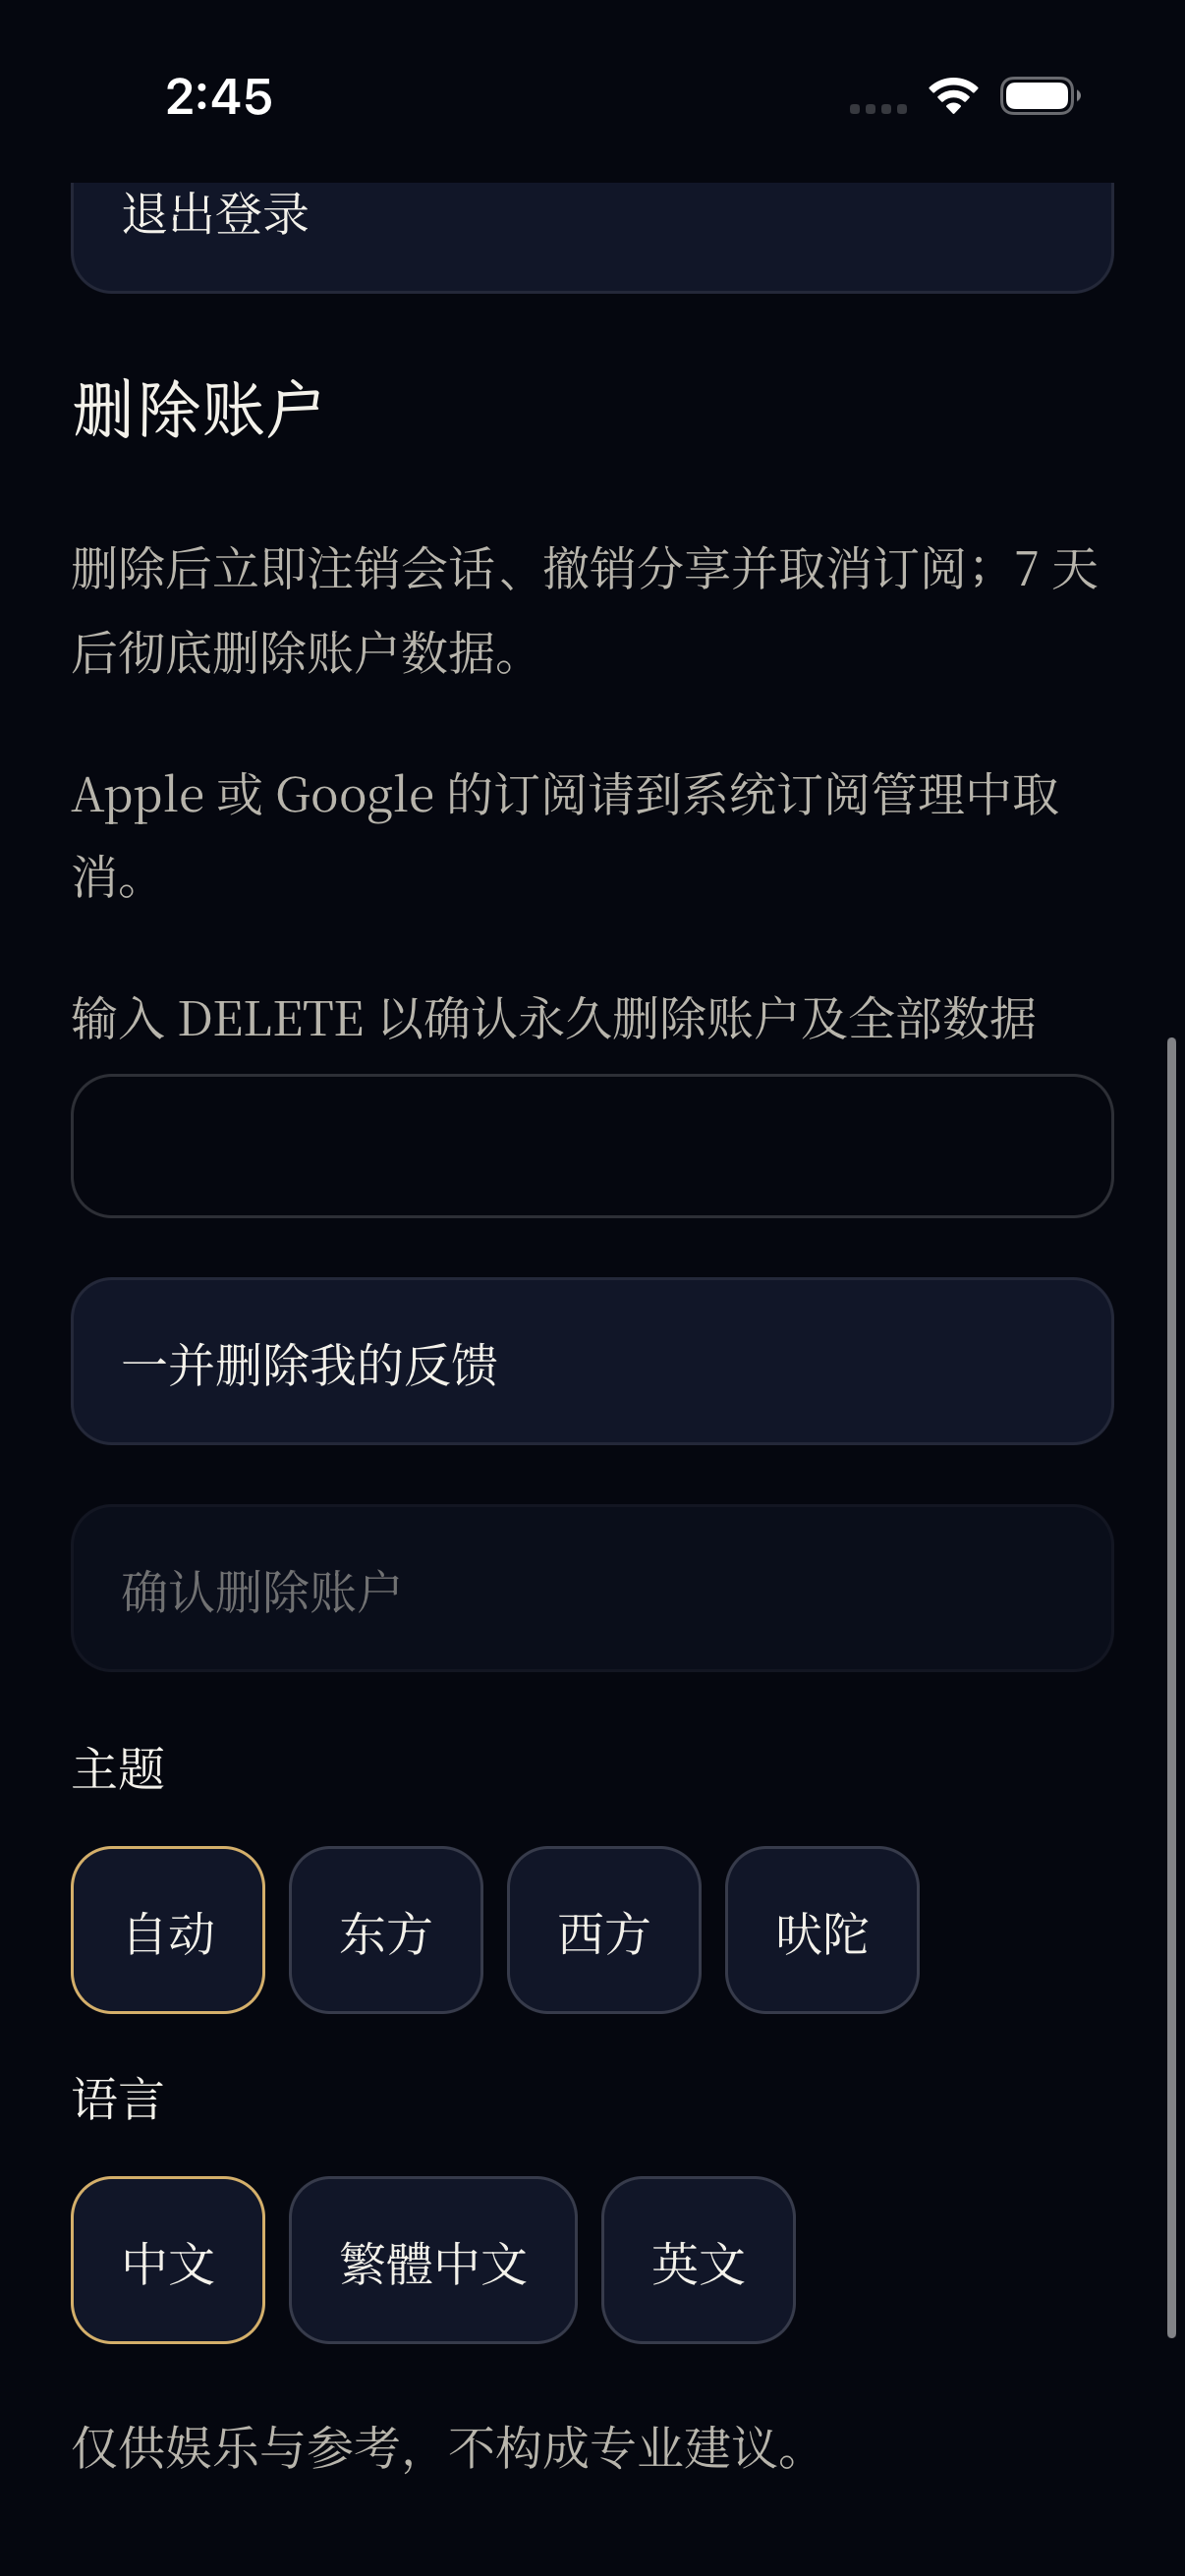 2:45
退出登录
删除账户
删除后立即注销会话、撤销分享并取消订阅；7 天
后彻底删除账户数据。
Apple 或 Google 的订阅请到系统订阅管理中取
消。
输入 DELETE 以确认永久删除账户及全部数据
一并删除我的反馈
确认删除账户
主题
自动
东方
西方
吠陀
语言
中文
繁體中文
英文
仅供娱乐与参考，不构成专业建议。